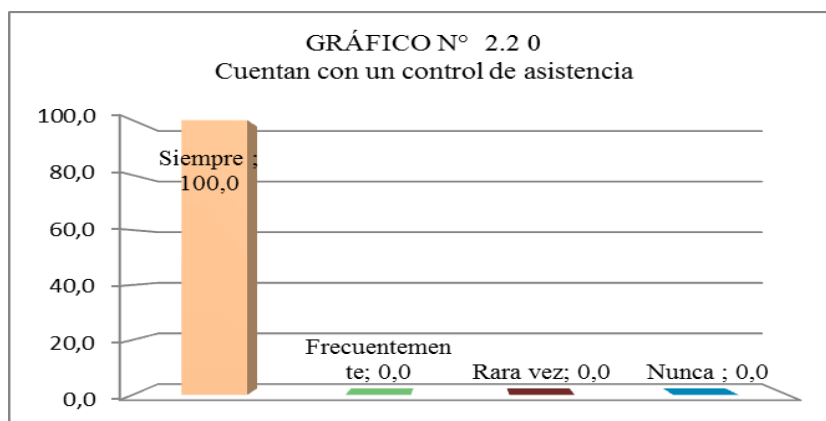 GRÁFICO N° 2.2 0
Cuentan con un control de asistencia
100,0
80,0
60,0
40,0
20,0
0,0
Siempre ;
100,0
Frecuentemen
te; 0,0
Rara vez; 0,0
Nunca ; 0,0